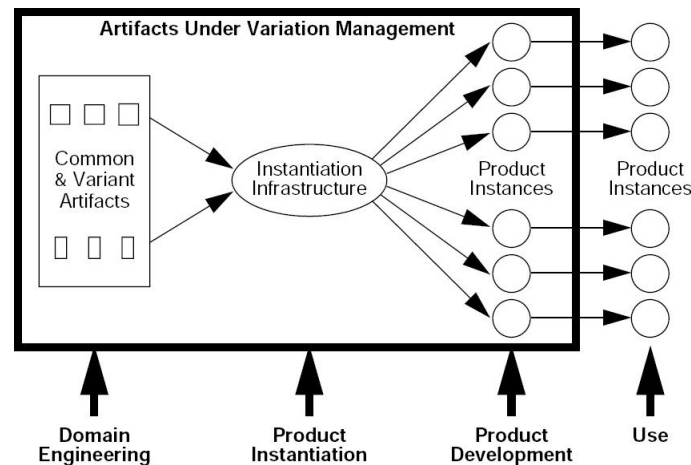 Artifacts Under Variation Management
Common
& Variant
Artifacts
Instantiation
Infrastructure
Product
Instances
Product
Instances
Domain
Engineering
Product
Instantiation
Product
Development
Use